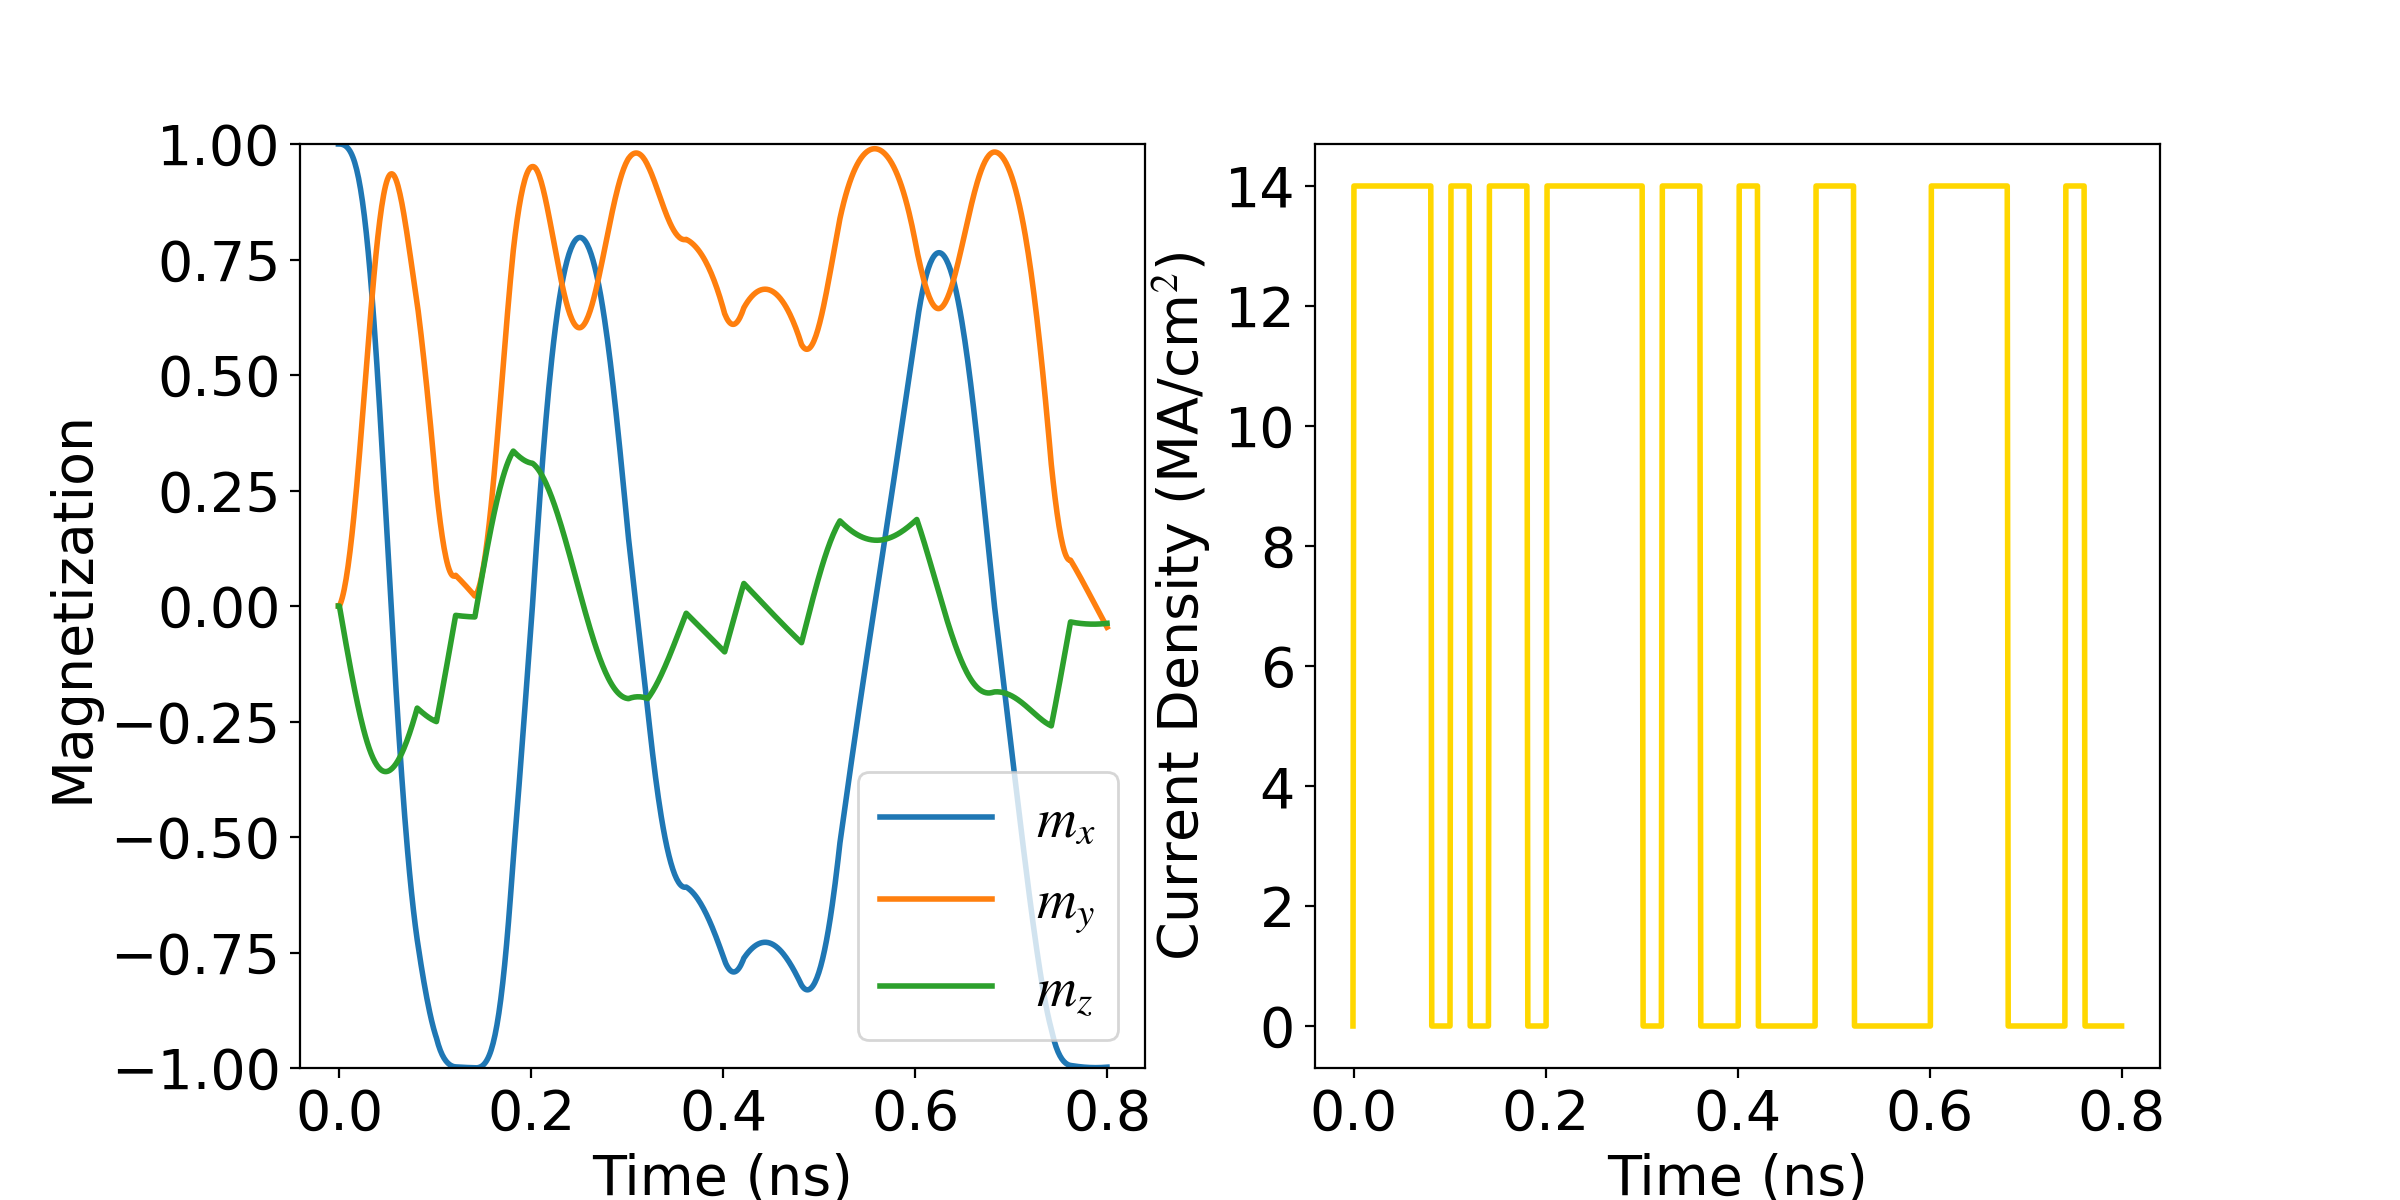 1.00
0.75
0.50
0.25
0.00
−0.25
−0.50
−0.75
−1.00
Magnetization
0.0 0.2 0.4 0.6 0.8
Time (ns)
m_x
m_y
m_z
14
12
10
8
6
4
2
0
Current Density (MA/cm²)
0.0 0.2 0.4 0.6 0.8
Time (ns)